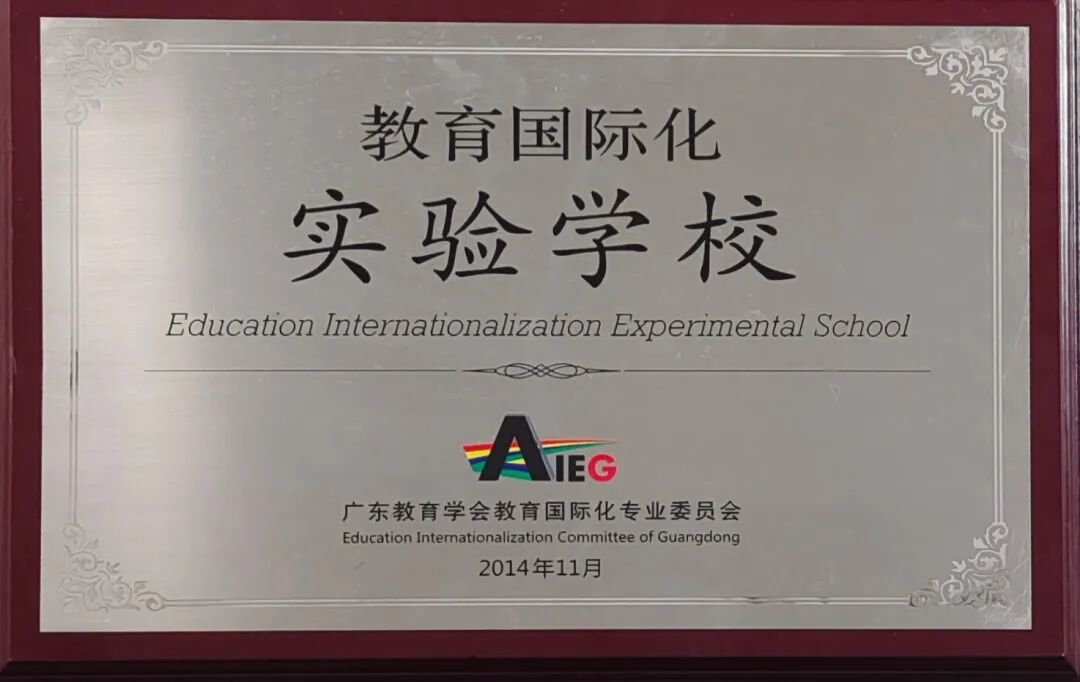 教育国际化
实验学校
Education Internationalization Experimental School
AIEG
广东教育学会教育国际化专业委员会
Education Internationalization Committee of Guangdong
2014年11月